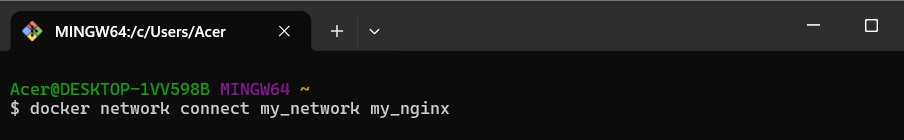 MINGW64:/c/Users/Acer
Acer@DESKTOP-1VV598B MINGW64 ~
$ docker network connect my_network my_nginx